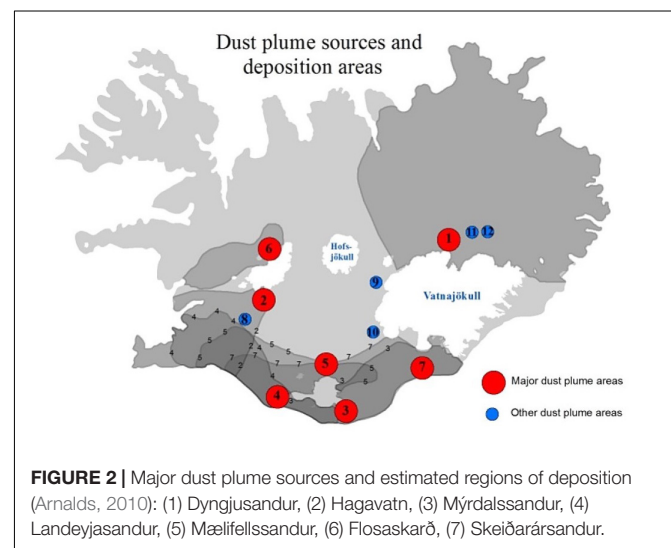 Dust plume sources and
deposition areas
6
Hofs-
jökull
1
11
12
9
Vatnajökull
2
8
10
5
7
4
3
Major dust plume areas
Other dust plume areas
FIGURE 2 | Major dust plume sources and estimated regions of deposition
(Arnalds, 2010): (1) Dyngjusandur, (2) Hagavatn, (3) Mýrdalssandur, (4)
Landeyjasandur, (5) Mælifellssandur, (6) Flosaskarð, (7) Skeiðarársandur.